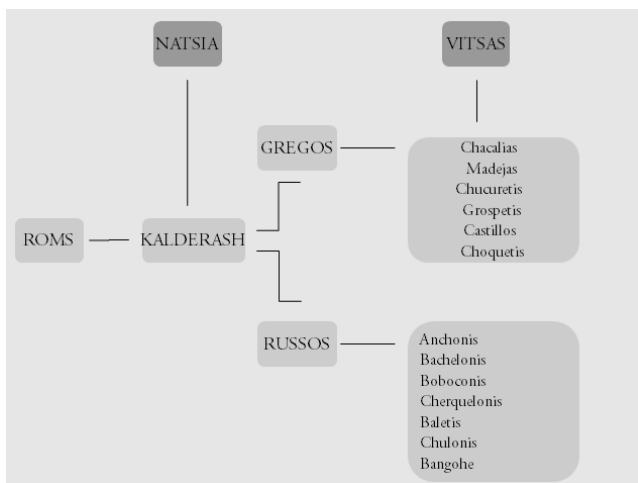 NATSIA
VITSAS
GREGOS
Chacalias
Madejas
Chucuretis
Grospetis
Castillos
Choquetis
ROMS
KALDERASH
RUSSOS
Anchonis
Bachelonis
Boboconis
Cherquelonis
Baletis
Chulonis
Bangohe